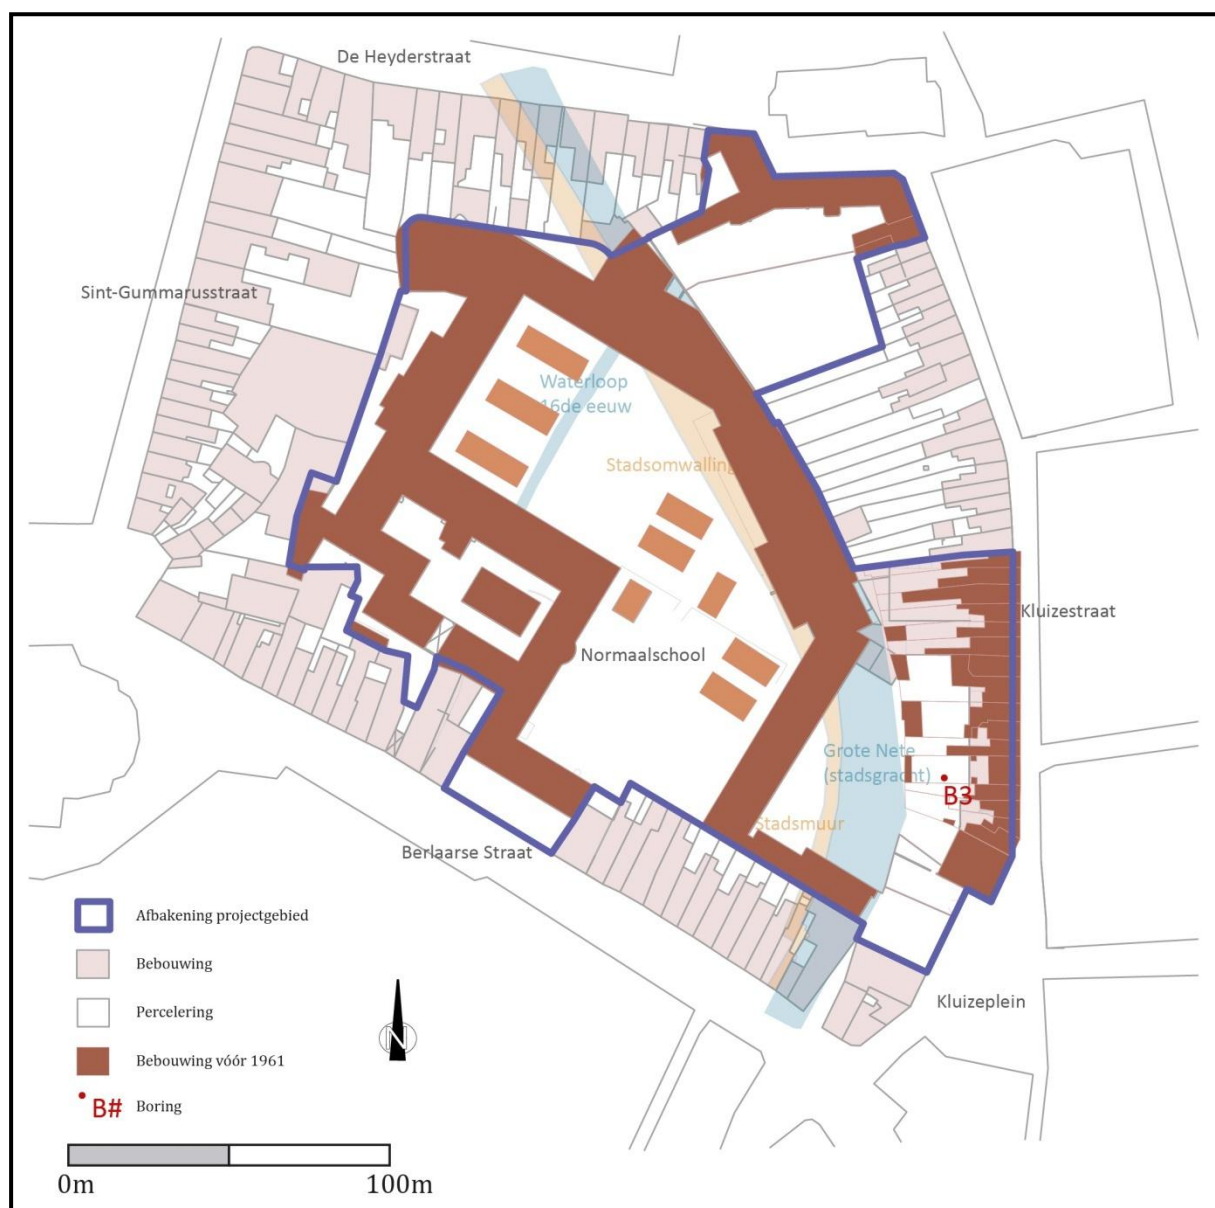 De Heyderstraat
Sint-Gummarusstraat
Waterloop
16de eeuw
Stadsomwalling
Kluizestraat
Normaalschool
Grote Nete
(stadsgracht)
B3
Stadsmuur
Berlaarse Straat
Afbakening projectgebied
Bebouwing
Percelering
Bebouwing vóór 1961
B# Boring
N
Kluizeplein
0m 100m